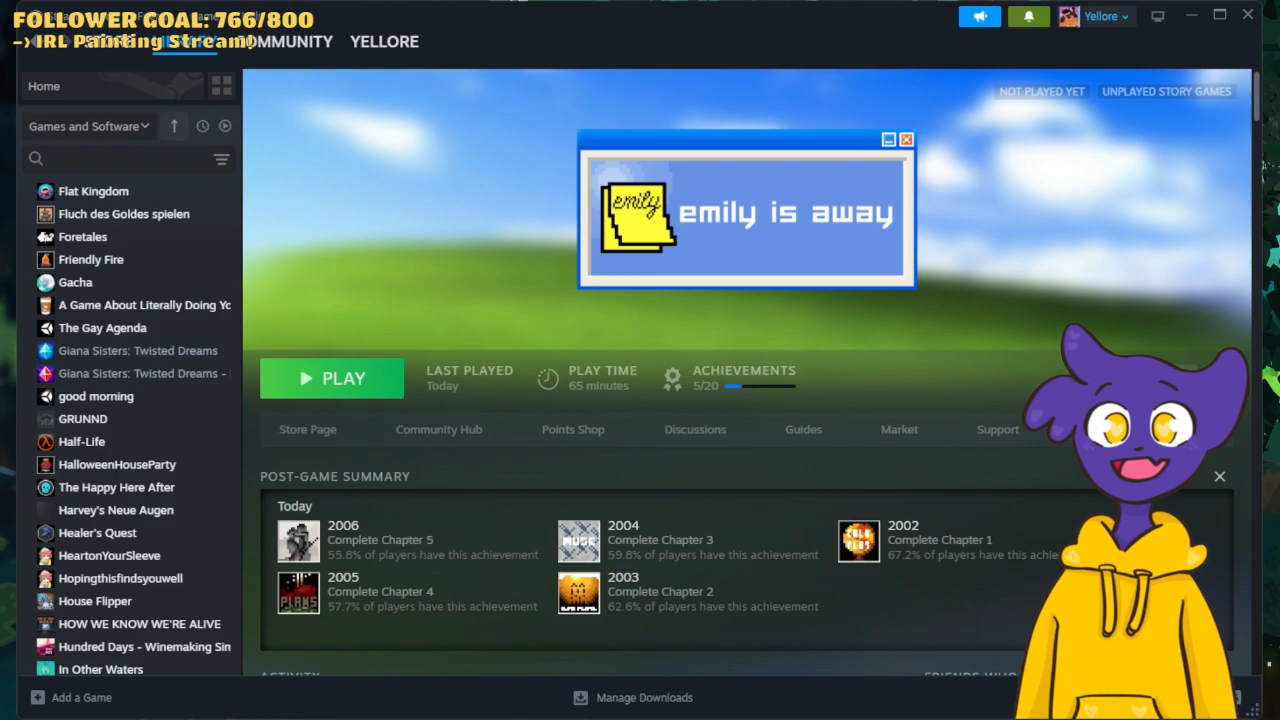 FOLLOWER GOAL: 766/800
-> IRL Painting Stream!
COMMUNITY
YELLORE
Yellore
Home
Games and Software
Flat Kingdom
Fluch des Goldes spielen
Foretales
Friendly Fire
Gacha
A Game About Literally Doing Yo
The Gay Agenda
Giana Sisters: Twisted Dreams
Giana Sisters: Twisted Dreams -
good morning
GRUNND
Half-Life
HalloweenHouseParty
The Happy Here After
Harvey's Neue Augen
Healer's Quest
HeartonYourSleeve
Hopingthisfindsyouwell
House Flipper
HOW WE KNOW WE'RE ALIVE
Hundred Days - Winemaking Sim
In Other Waters
Add a Game
NOT PLAYED YET
UNPLAYED STORY GAMES
emily
emily is away
PLAY
LAST PLAYED
Today
PLAY TIME
65 minutes
ACHIEVEMENTS
5/20
Store Page
Community Hub
Points Shop
Discussions
Guides
Market
Support
POST-GAME SUMMARY
Today
2006
Complete Chapter 5
55.8% of players have this achievement
2004
Complete Chapter 3
59.8% of players have this achievement
2002
Complete Chapter 1
67.2% of players have this achie
2005
Complete Chapter 4
57.7% of players have this achievement
2003
Complete Chapter 2
62.6% of players have this achievement
ACTIVITY
FRIENDS WHO
Manage Downloads